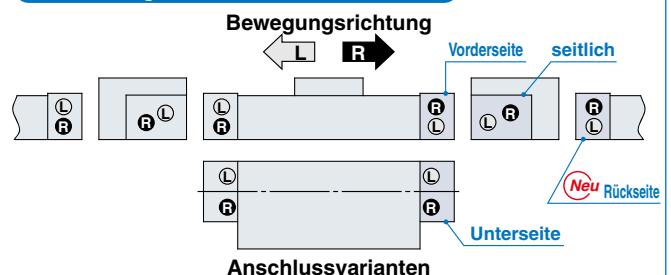 Bewegungsrichtung
L R
Vorderseite seitlich
L R L L R L
R R R L L R
L L
R R
Neu Rückseite
Unterseite
Anschlussvarianten